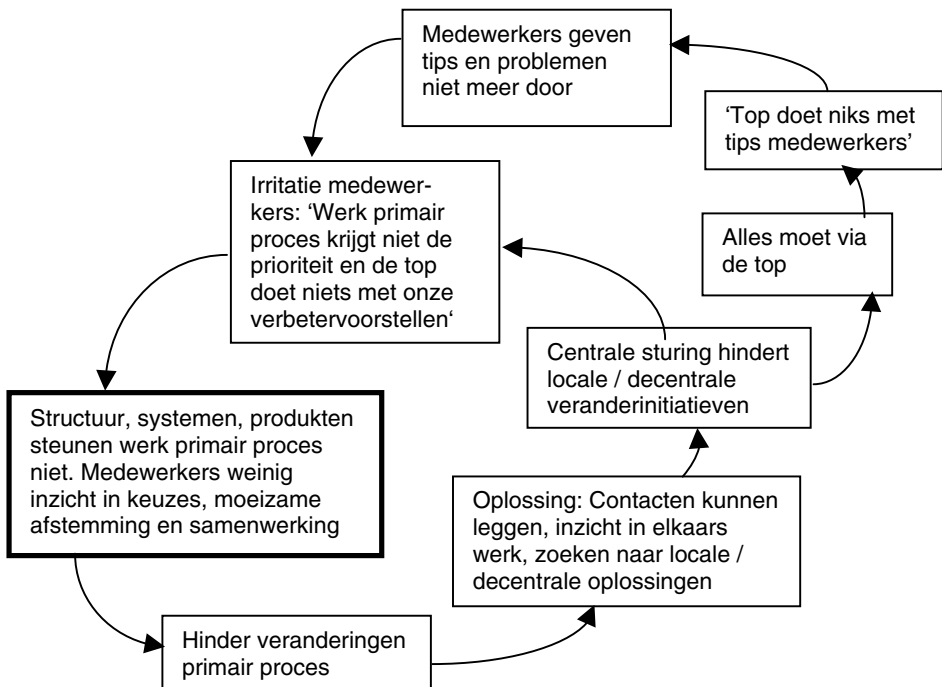 Medewerkers geven
tips en problemen
niet meer door
‘Top doet niks met
tips medewerkers’
Irritatie medewer-
kers: ‘Werk primair
proces krijgt niet de
prioriteit en de top
doet niets met onze
verbetervoorstellen‘
Alles moet via
de top
Centrale sturing hindert
locale / decentrale
veranderinitiatieven
Structuur, systemen, produkten
steunen werk primair proces
niet. Medewerkers weinig
inzicht in keuzes, moeizame
afstemming en samenwerking
Oplossing: Contacten kunnen
leggen, inzicht in elkaars
werk, zoeken naar locale /
decentrale oplossingen
Hinder veranderingen
primair proces